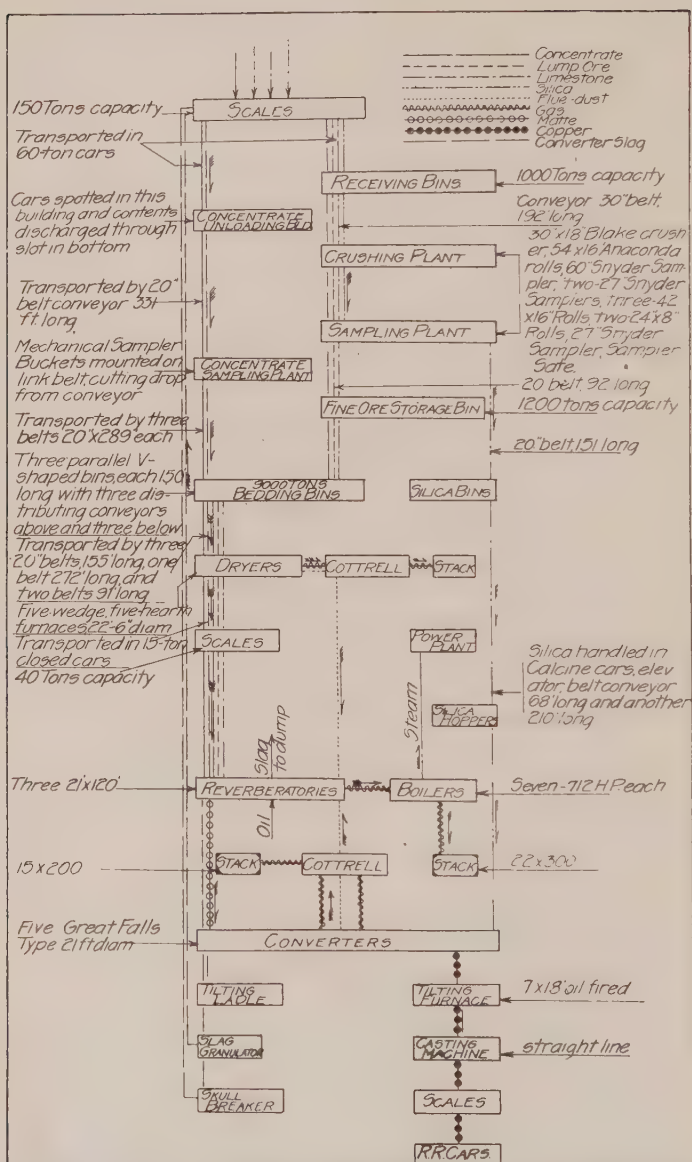 Concentrate
Lump Ore
Limestone
Silica
Flue-dust
Gas
Matte
Copper
Converter Slag
150 Tons capacity
SCALES
Transported in
60-ton cars
RECEIVING BINS
1000 Tons capacity
Cars spotted in this
building and contents
discharged through
slot in bottom
CONCENTRATE
UNLOADING BLD.
Conveyor 30" belt,
192' long
30"x18" Blake crush
er, 54"x16" Anaconda
rolls, 60" Snyder Sam-
pler, two-27" Snyder
Samplers, three-42"
x16" Rolls two-24"x8"
Rolls, 27" Snyder
Sampler, Sampler
Safe.
CRUSHING PLANT
Transported by 20"
belt conveyor 331
ft. long
SAMPLING PLANT
Mechanical Sampler
Buckets mounted on
link belt, cutting drop
from conveyor
CONCENTRATE
SAMPLING PLANT
20" belt, 92' long
FINE ORE STORAGE BIN
1200 tons capacity
Transported by three
belts 20"x289' each
20" belt, 151' long
Three parallel V-
shaped bins, each 150'
long with three dis-
tributing conveyors
above and three below
9000 TONS
BEDDING BINS
SILICA BINS
Transported by three
20" belts, 155' long, one
belt 272' long, and
two belts 91' long
DRYERS
COTTRELL
STACK
Five wedge, five-hearth
furnaces, 22'-6" diam
Transported in 15-ton
closed cars
SCALES
40 Tons capacity
POWER
PLANT
Silica handled in
Calcine cars, elev
ator, belt conveyor
68' long and another
210' long
SILICA
HOPPERS
Steam
Slag
to dump
Three 21'x120'
REVERBERATORIES
BOILERS
Seven-712 H.P. each
Oil
15x200
STACK
COTTRELL
STACK
22x300
Five Great Falls
Type 21 ft diam
CONVERTERS
TILTING
LADLE
TILTING
FURNACE
7'x18' oil fired
SLAG
GRANULATOR
CASTING
MACHINE
straight line
SKULL
BREAKER
SCALES
R.R. CARS.